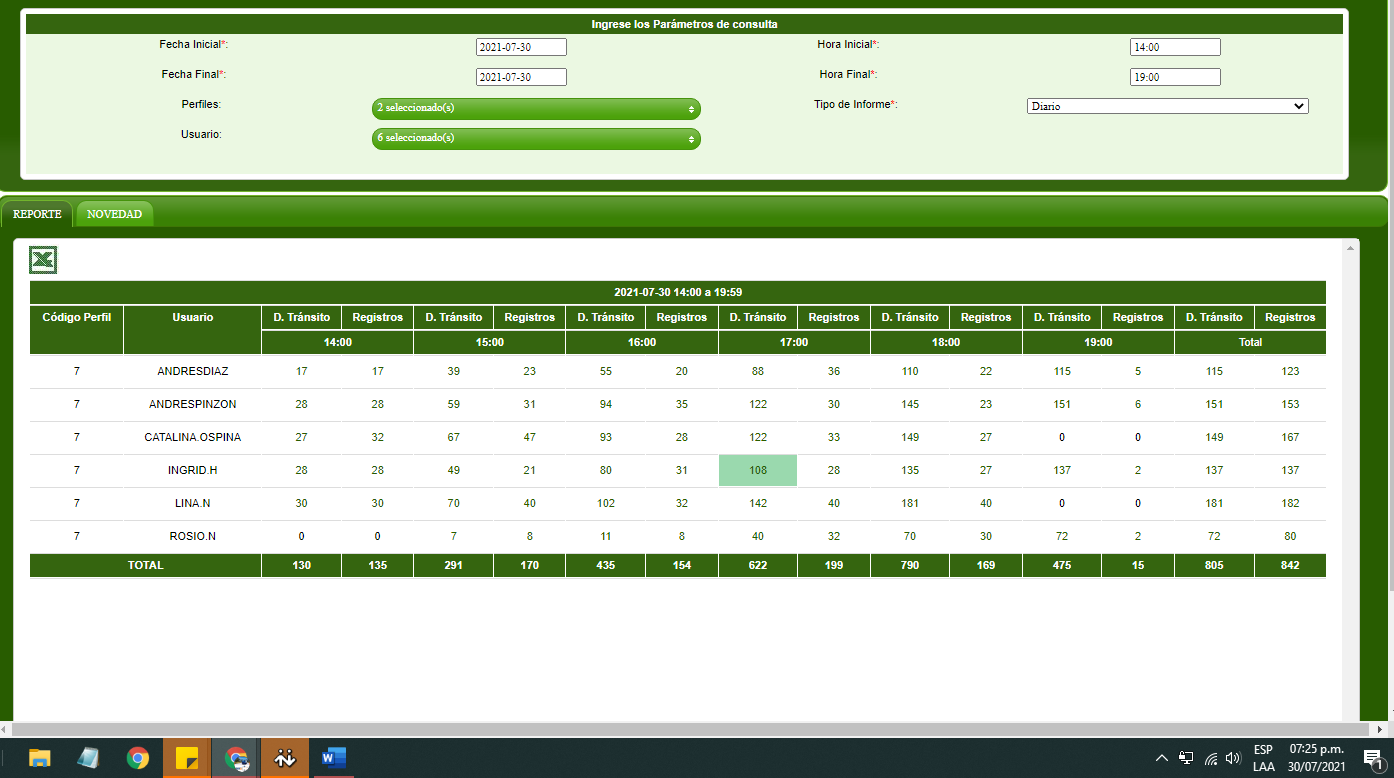 Ingrese los Parámetros de consulta
Fecha Inicial*: 2021-07-30 Hora Inicial*: 14:00
Fecha Final*: 2021-07-30 Hora Final*: 19:00
Perfiles: 2 seleccionado(s) Tipo de Informe*: Diario
Usuario: 6 seleccionado(s)
REPORTE NOVEDAD
2021-07-30 14:00 a 19:59
Código Perfil Usuario D. Tránsito Registros D. Tránsito Registros D. Tránsito Registros D. Tránsito Registros D. Tránsito Registros D. Tránsito Registros D. Tránsito Registros
14:00 15:00 16:00 17:00 18:00 19:00 Total
7 ANDRESDIAZ 17 17 39 23 55 20 88 36 110 22 115 5 115 123
7 ANDRESPINZON 28 28 59 31 94 35 122 30 145 23 151 6 151 153
7 CATALINA.OSPINA 27 32 67 47 93 28 122 33 149 27 0 0 149 167
7 INGRID.H 28 28 49 21 80 31 108 28 135 27 137 2 137 137
7 LINA.N 30 30 70 40 102 32 142 40 181 40 0 0 181 182
7 ROSIO.N 0 0 7 8 11 8 40 32 70 30 72 2 72 80
TOTAL 130 135 291 170 435 154 622 199 790 169 475 15 805 842
ESP 07:25 p.m.
LAA 30/07/2021 1